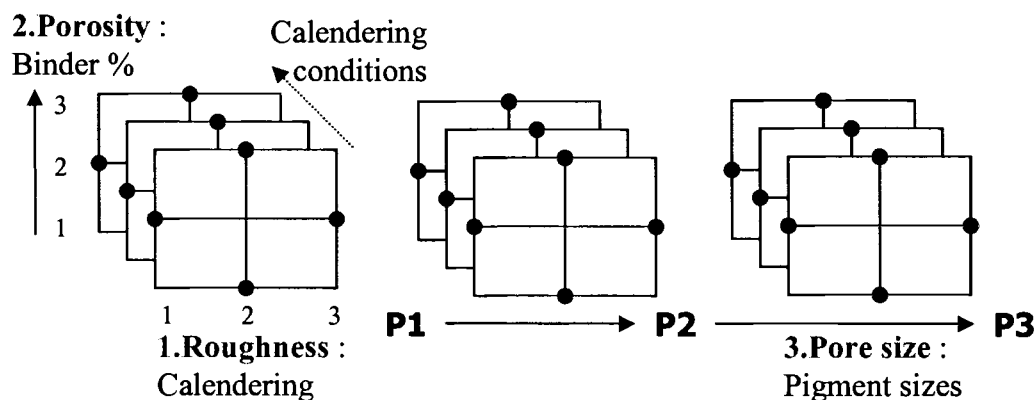 2.Porosity :
Binder %
Calendering
conditions
3
2
1
1 2 3
1.Roughness :
Calendering
P1 P2 P3
3.Pore size :
Pigment sizes